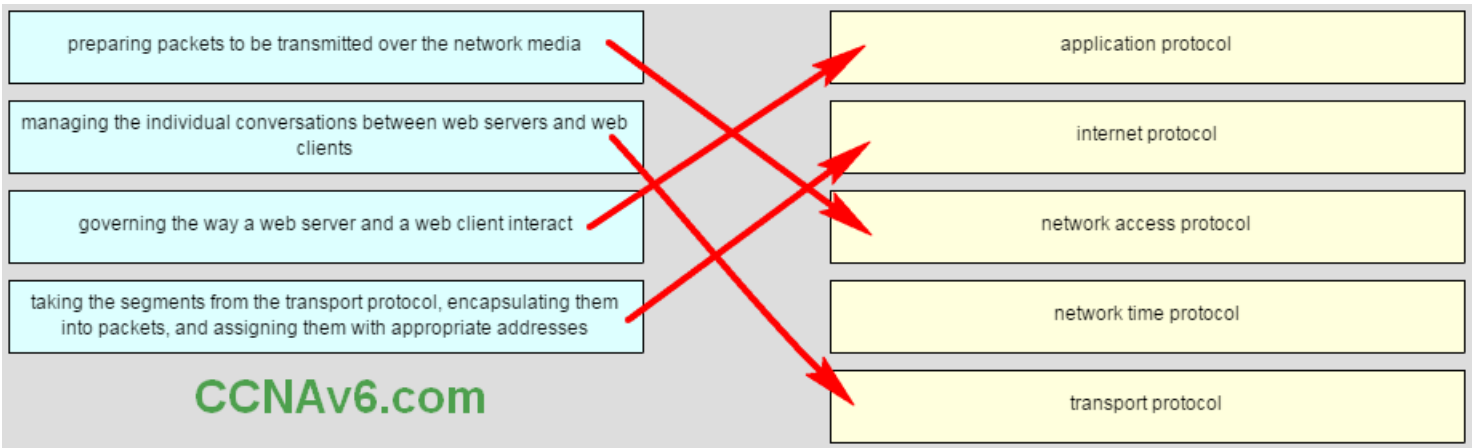 preparing packets to be transmitted over the network media
application protocol
managing the individual conversations between web servers and web
clients
internet protocol
governing the way a web server and a web client interact
network access protocol
taking the segments from the transport protocol, encapsulating them
into packets, and assigning them with appropriate addresses
network time protocol
CCNAv6.com
transport protocol